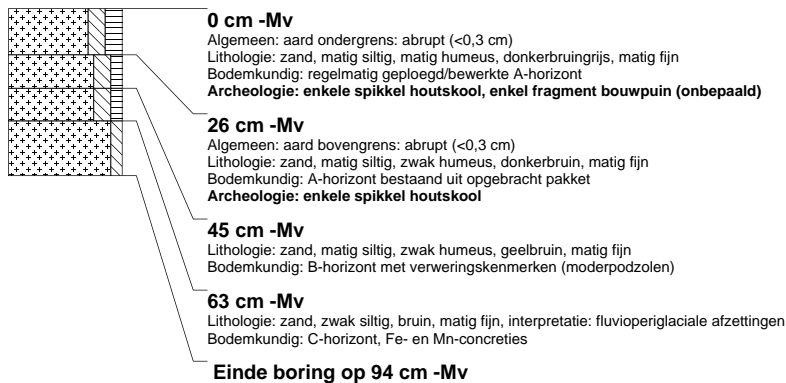 0 cm -Mv
Algemeen: aard ondergrens: abrupt (<0,3 cm)
Lithologie: zand, matig siltig, matig humeus, donkerbruingrijs, matig fijn
Bodemkundig: regelmatig geploegd/bewerkte A-horizont
Archeologie: enkele spikkel houtskool, enkel fragment bouwpuin (onbepaald)
26 cm -Mv
Algemeen: aard bovengrens: abrupt (<0,3 cm)
Lithologie: zand, matig siltig, zwak humeus, donkerbruin, matig fijn
Bodemkundig: A-horizont bestaand uit opgebracht pakket
Archeologie: enkele spikkel houtskool
45 cm -Mv
Lithologie: zand, matig siltig, zwak humeus, geelbruin, matig fijn
Bodemkundig: B-horizont met verweringskenmerken (moderpodzolen)
63 cm -Mv
Lithologie: zand, zwak siltig, bruin, matig fijn, interpretatie: fluvioperiglaciale afzettingen
Bodemkundig: C-horizont, Fe- en Mn-concreties
Einde boring op 94 cm -Mv